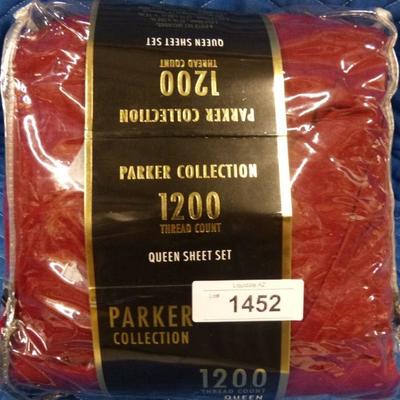 QUEEN SHEET SET
THREAD COUNT
1200
PARKER COLLECTION
PARKER COLLECTION
1200
THREAD COUNT
QUEEN SHEET SET
Liquidate AZ
Lot#
1452
PARKER
COLLECTION
1200
THREAD COUNT
QUEEN